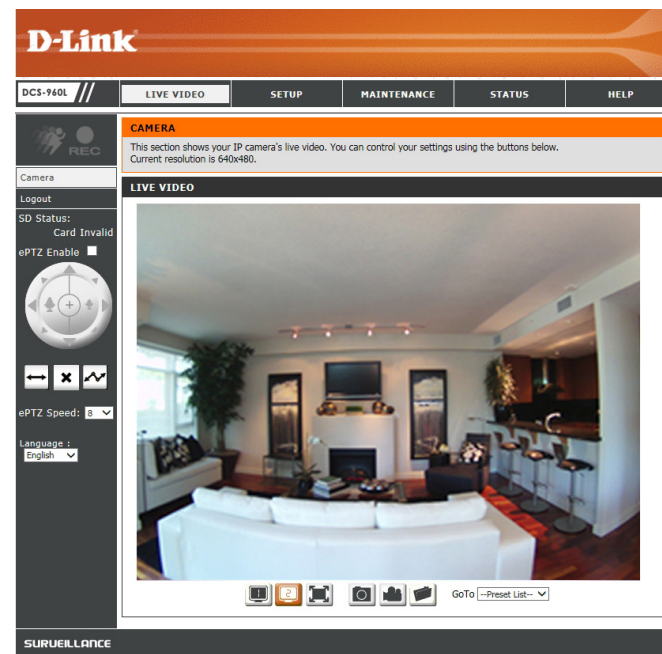 D-Link
DCS-960L
LIVE VIDEO SETUP MAINTENANCE STATUS HELP
REC
CAMERA
This section shows your IP camera's live video. You can control your settings using the buttons below.
Current resolution is 640x480.
Camera
Logout
LIVE VIDEO
SD Status:
Card Invalid
ePTZ Enable
ePTZ Speed: 8
Language :
English
1 2
GoTo --Preset List--
SURVEILLANCE